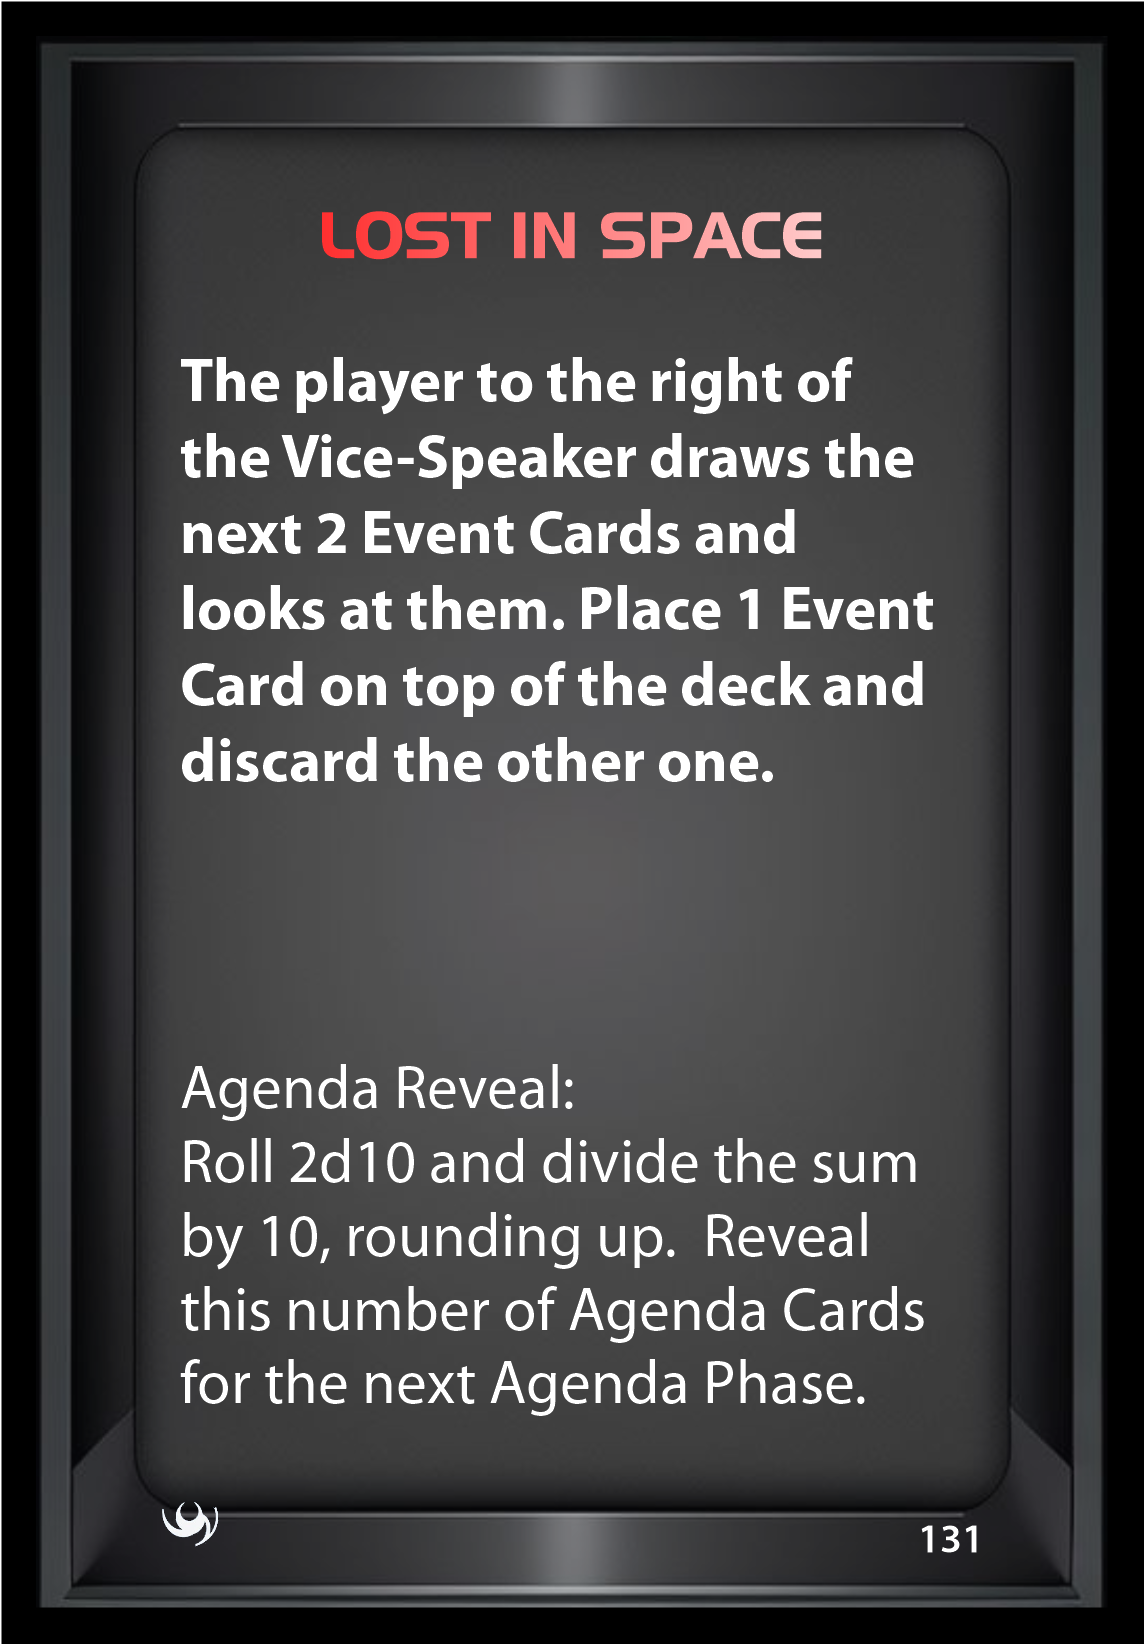 LOST IN SPACE
The player to the right of
the Vice-Speaker draws the
next 2 Event Cards and
looks at them. Place 1 Event
Card on top of the deck and
discard the other one.
Agenda Reveal:
Roll 2d10 and divide the sum
by 10, rounding up.  Reveal
this number of Agenda Cards
for the next Agenda Phase.
131